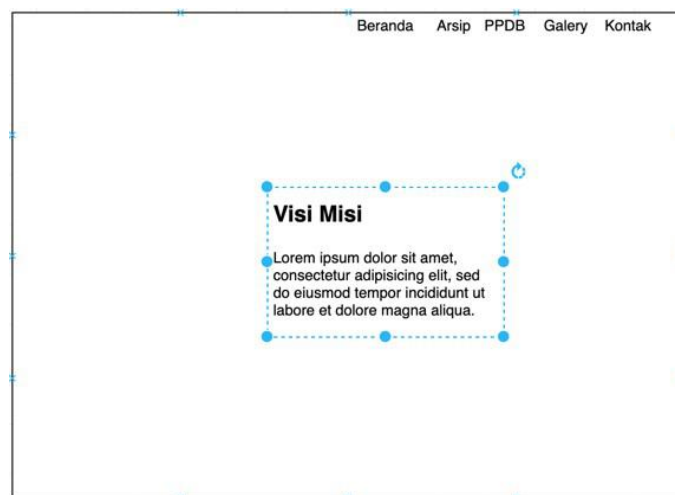 Beranda Arsip PPDB Galery Kontak
Visi Misi
Lorem ipsum dolor sit amet,
consectetur adipisicing elit, sed
do eiusmod tempor incididunt ut
labore et dolore magna aliqua.